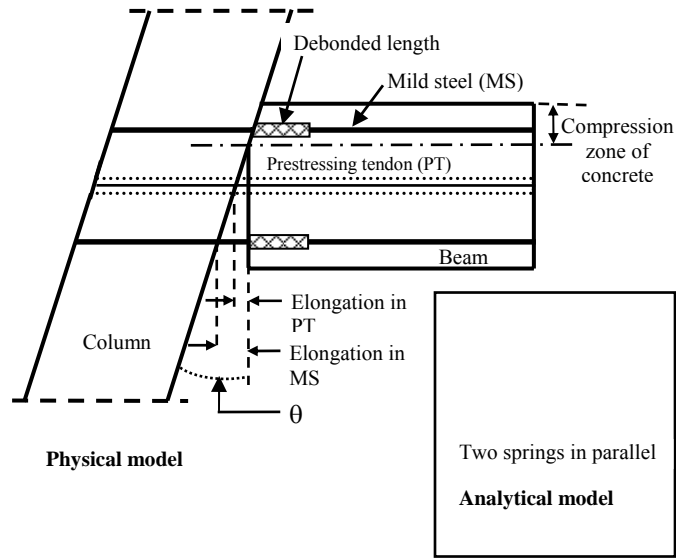 Debonded length
Mild steel (MS)
Compression
zone of
concrete
Prestressing tendon (PT)
Beam
Elongation in
PT
Column
Elongation in
MS
θ
Physical model
Two springs in parallel
Analytical model